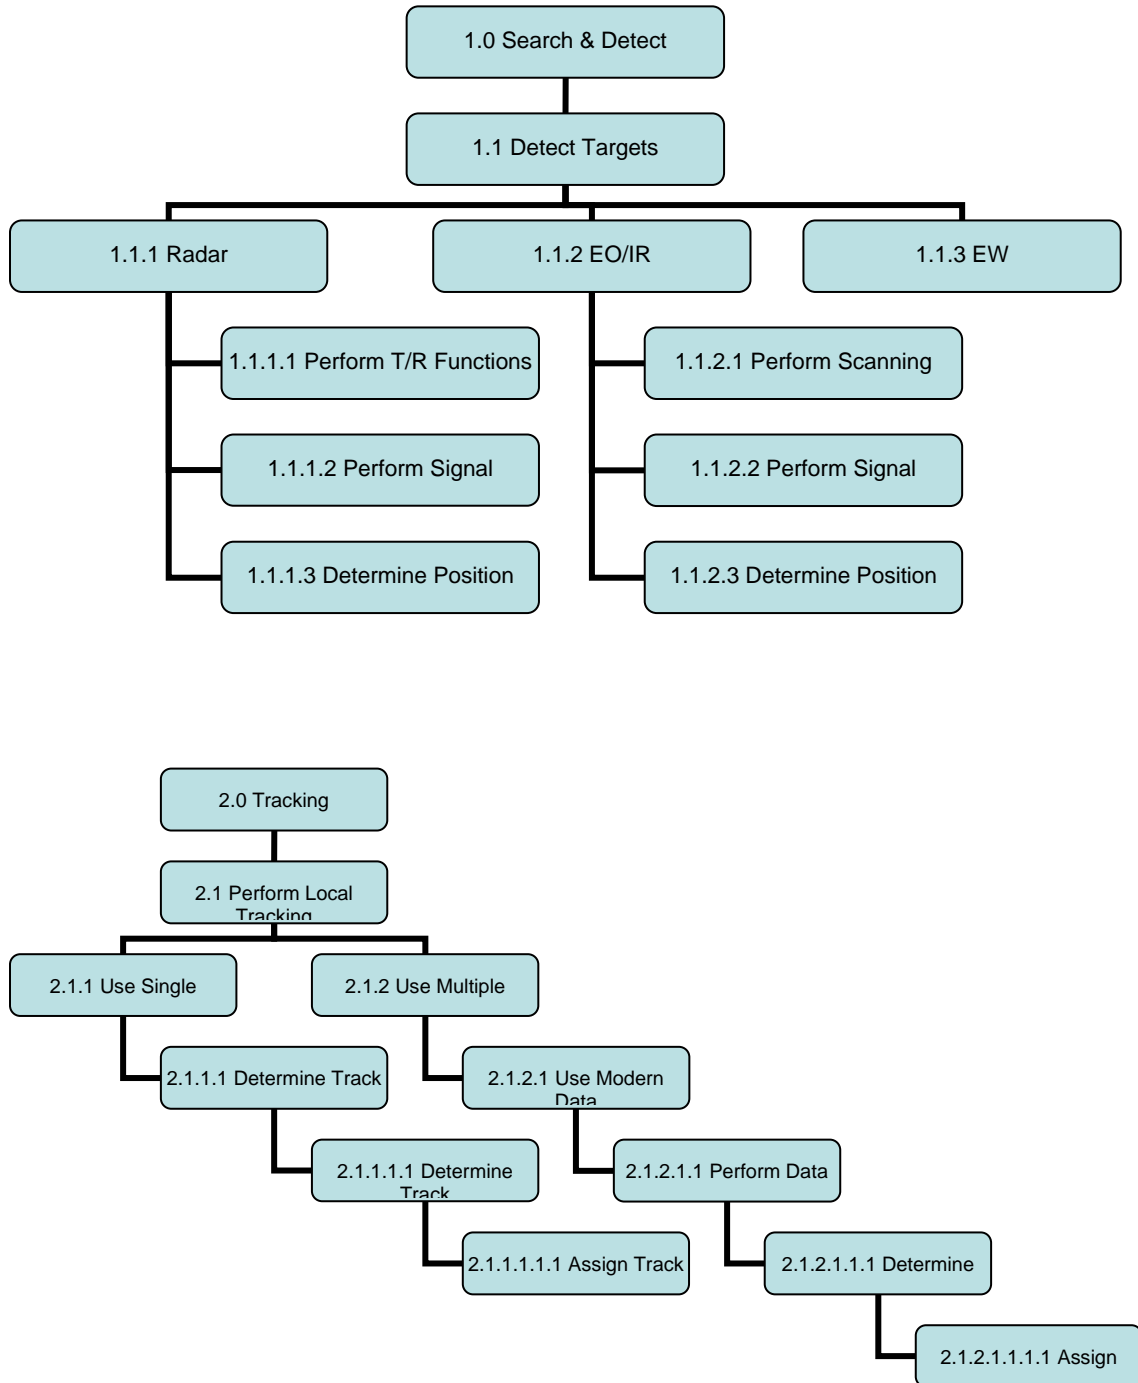 1.0 Search & Detect
1.1 Detect Targets
1.1.1 Radar
1.1.2 EO/IR
1.1.3 EW
1.1.1.1 Perform T/R Functions
1.1.2.1 Perform Scanning
1.1.1.2 Perform Signal
1.1.2.2 Perform Signal
1.1.1.3 Determine Position
1.1.2.3 Determine Position
2.0 Tracking
2.1 Perform Local
Tracking
2.1.1 Use Single
2.1.2 Use Multiple
2.1.1.1 Determine Track
2.1.2.1 Use Modern
Data
2.1.1.1.1 Determine
Track
2.1.2.1.1 Perform Data
2.1.1.1.1.1 Assign Track
2.1.2.1.1.1 Determine
2.1.2.1.1.1.1 Assign